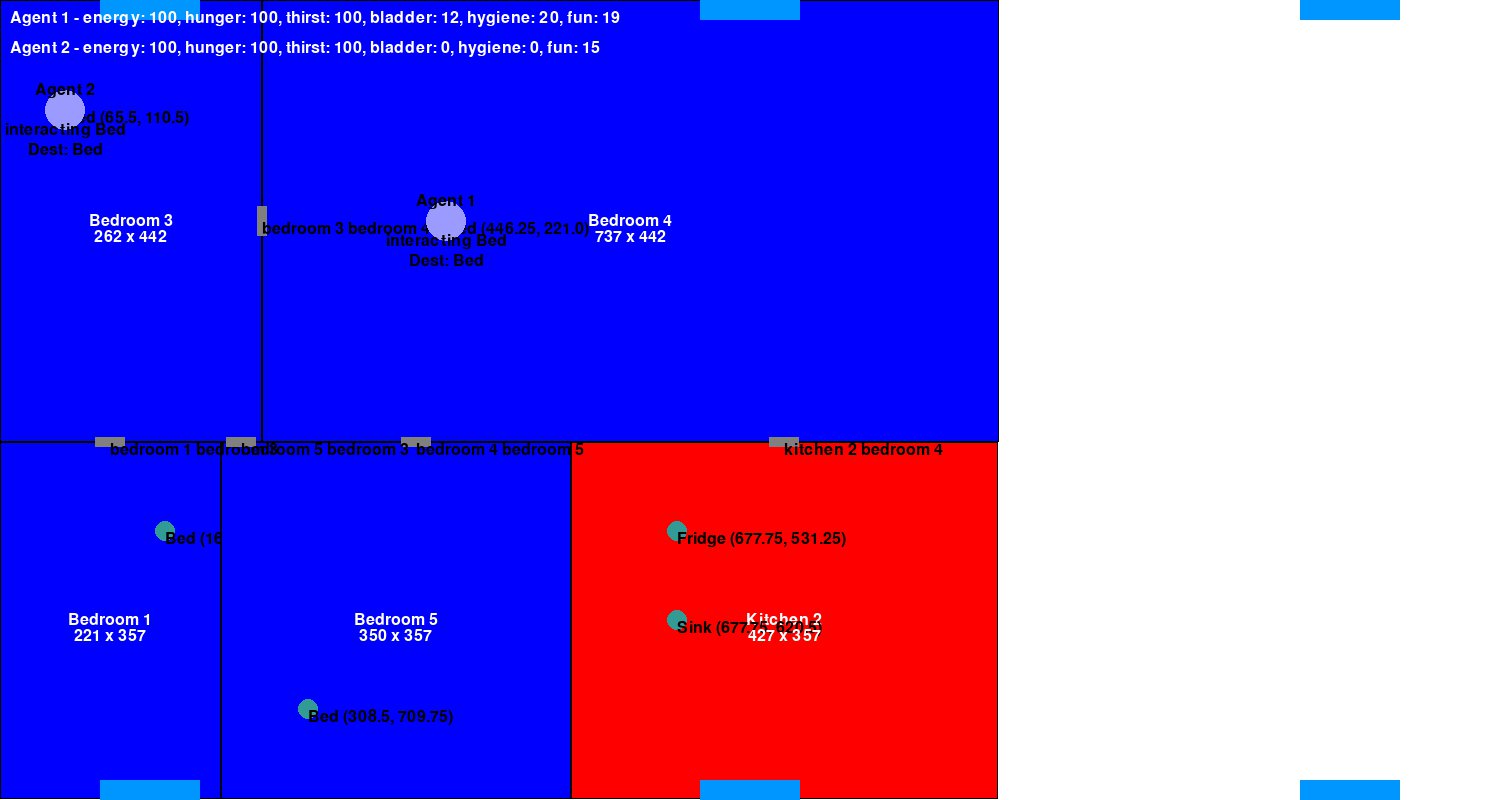 Agent 1 - energy: 100, hunger: 100, thirst: 100, bladder: 12, hygiene: 20, fun: 19
Agent 2 - energy: 100, hunger: 100, thirst: 100, bladder: 0, hygiene: 0, fun: 15
Agent 2
(65.5, 110.5)
interacting Bed
Dest: Bed
Agent 1
Bedroom 3
262 x 442
bedroom 3 bedroom 4
(446.25, 221.0)
interacting Bed
Dest: Bed
Bedroom 4
737 x 442
bedroom 1
bedroom 5 bedroom 3
bedroom 4 bedroom 5
kitchen 2 bedroom 4
Bed (16
Fridge (677.75, 531.25)
Bedroom 1
221 x 357
Bedroom 5
350 x 357
Kitchen 2
427 x 357
Sink (677.75, 620.5)
Bed (308.5, 709.75)